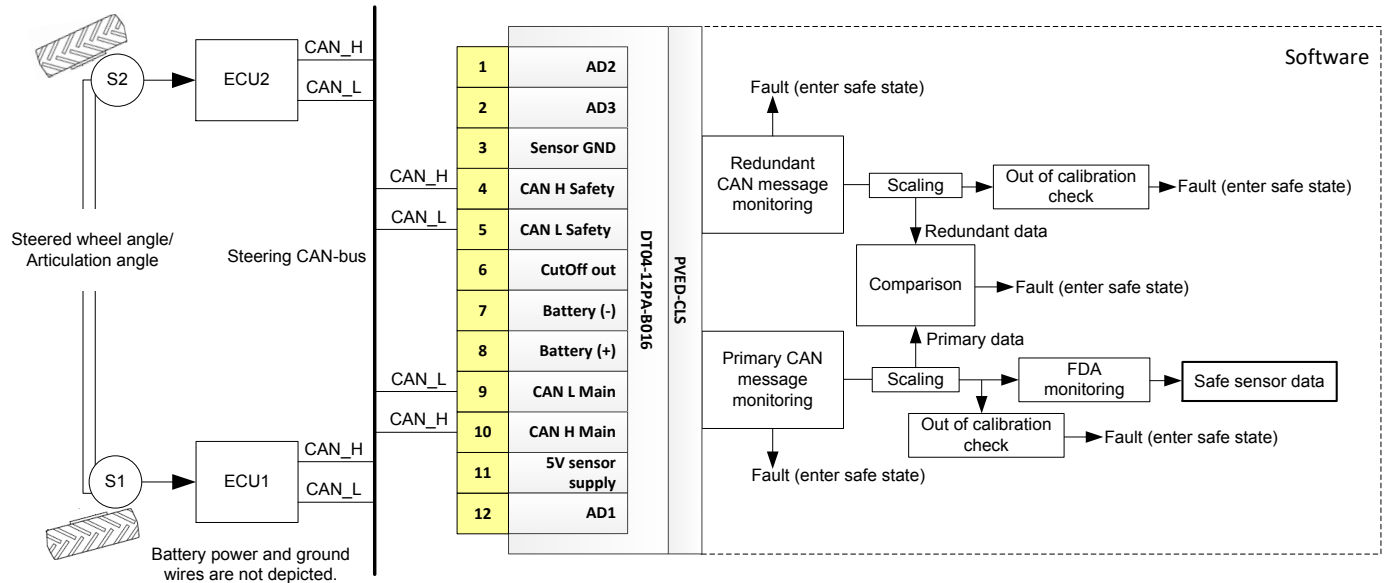 Software
S2
ECU2
CAN_H
CAN_L
Steered wheel angle/
Articulation angle
Steering CAN-bus
CAN_H
CAN_L
CAN_L
CAN_H
S1
ECU1
CAN_H
CAN_L
Battery power and ground
wires are not depicted.
1 AD2
2 AD3
3 Sensor GND
4 CAN H Safety
5 CAN L Safety
6 CutOff out
7 Battery (-)
8 Battery (+)
9 CAN L Main
10 CAN H Main
11 5V sensor
supply
12 AD1
DT04-12PA-B016
PVED-CLS
Fault (enter safe state)
Redundant
CAN message
monitoring
Scaling
Out of calibration
check
Fault (enter safe state)
Redundant data
Comparison
Fault (enter safe state)
Primary data
Primary CAN
message
monitoring
Scaling
FDA
monitoring
Safe sensor data
Out of calibration
check
Fault (enter safe state)
Fault (enter safe state)